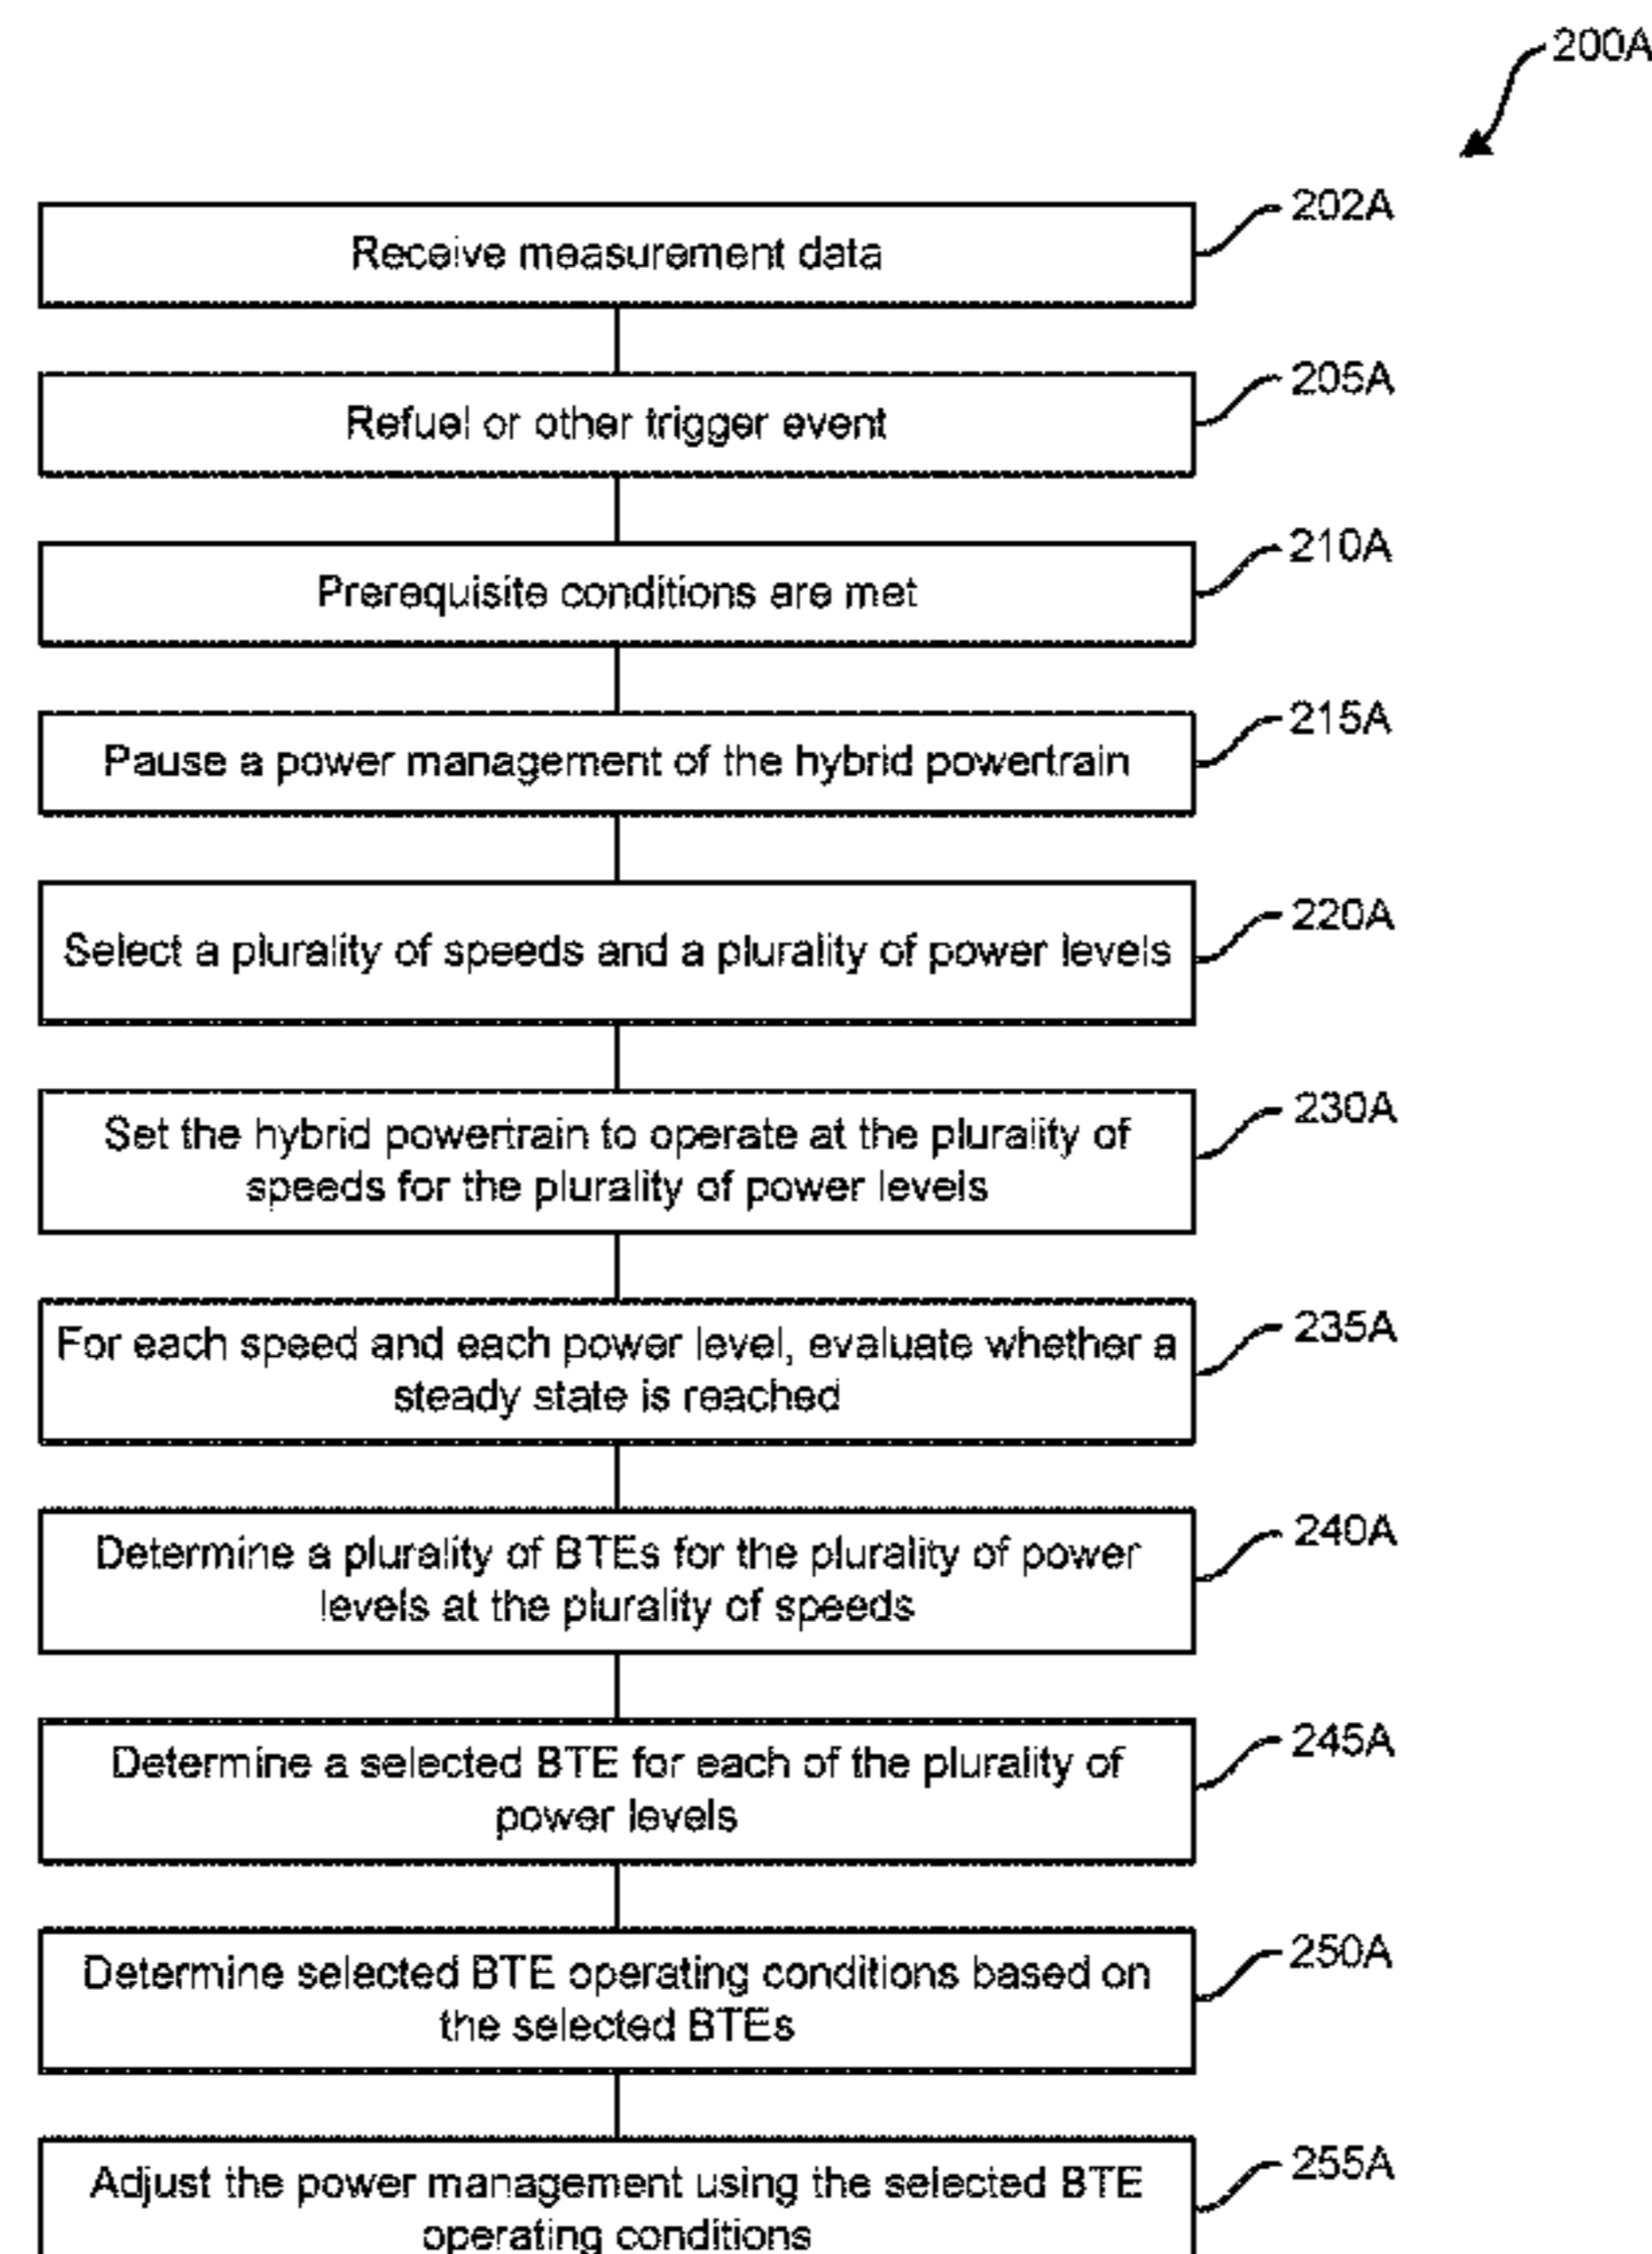 200A
202A
Receive measurement data
205A
Refuel or other trigger event
210A
Prerequisite conditions are met
215A
Pause a power management of the hybrid powertrain
220A
Select a plurality of speeds and a plurality of power levels
230A
Set the hybrid powertrain to operate at the plurality of
speeds for the plurality of power levels
235A
For each speed and each power level, evaluate whether a
steady state is reached
240A
Determine a plurality of BTEs for the plurality of power
levels at the plurality of speeds
245A
Determine a selected BTE for each of the plurality of
power levels
250A
Determine selected BTE operating conditions based on
the selected BTEs
255A
Adjust the power management using the selected BTE
operating conditions